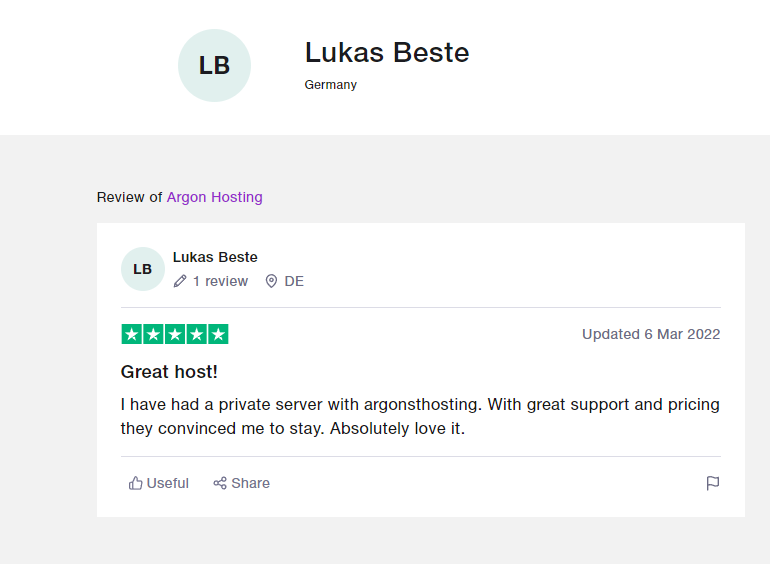 LB
Lukas Beste
Germany
Review of Argon Hosting
LB
Lukas Beste
1 review DE
Updated 6 Mar 2022
Great host!
I have had a private server with argonsthosting. With great support and pricing
they convinced me to stay. Absolutely love it.
Useful Share